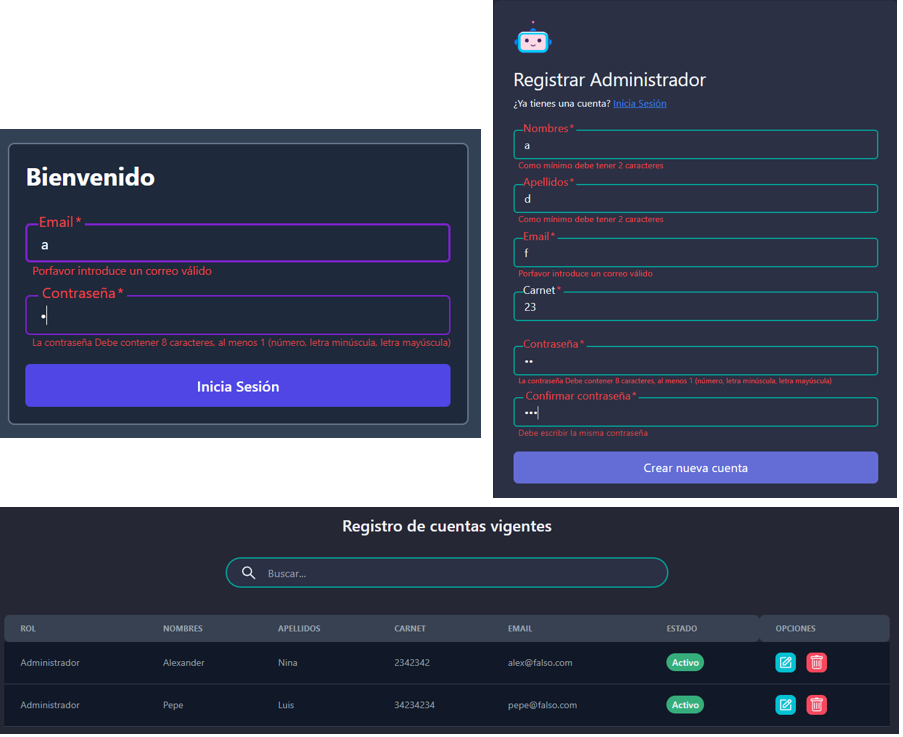 Bienvenido
Email *
a
Porfavor introduce un correo válido
Contraseña *
•
La contraseña Debe contener 8 caracteres, al menos 1 (número, letra minúscula, letra mayúscula)
Inicia Sesión
Registrar Administrador
¿Ya tienes una cuenta? Inicia Sesión
Nombres *
a
Como mínimo debe tener 2 caracteres
Apellidos *
d
Como mínimo debe tener 2 caracteres
Email *
f
Porfavor introduce un correo válido
Carnet *
23
Contraseña *
••
La contraseña Debe contener 8 caracteres, al menos 1 (número, letra minúscula, letra mayúscula)
Confirmar contraseña *
•••
Debe escribir la misma contraseña
Crear nueva cuenta
Registro de cuentas vigentes
Buscar...
ROL NOMBRES APELLIDOS CARNET EMAIL ESTADO OPCIONES
Administrador Alexander Nina 2342342 alex@falso.com Activo
Administrador Pepe Luis 34234234 pepe@falso.com Activo